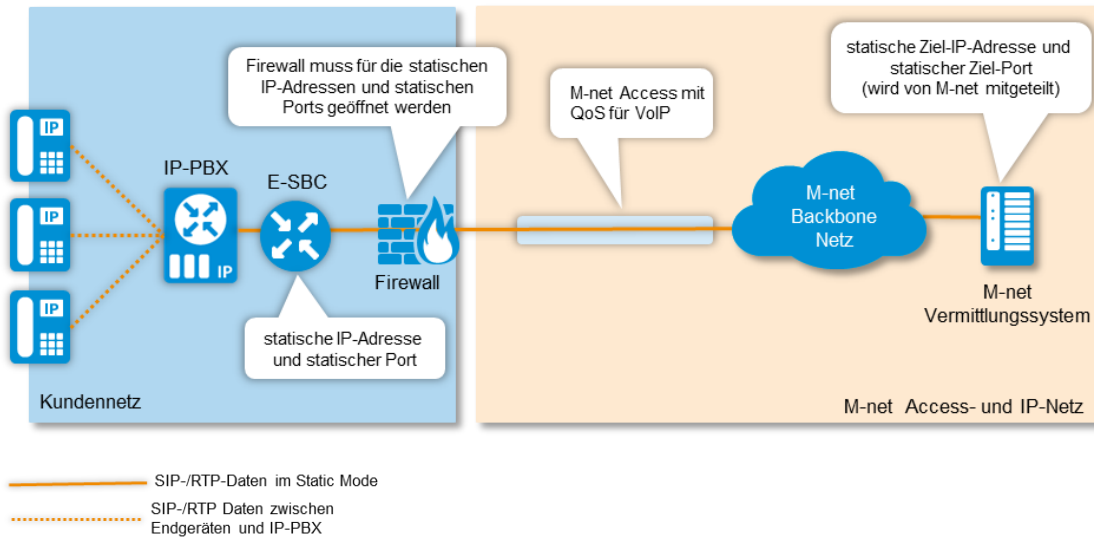 Firewall muss für die statischen
IP-Adressen und statischen
Ports geöffnet werden
M-net Access mit
QoS für VoIP
statische Ziel-IP-Adresse und
statischer Ziel-Port
(wird von M-net mitgeteilt)
IP
IP
IP
IP-PBX
IP
E-SBC
Firewall
M-net
Backbone
Netz
M-net
Vermittlungssystem
statische IP-Adresse
und statischer Port
Kundennetz
M-net Access- und IP-Netz
SIP-/RTP-Daten im Static Mode
SIP-/RTP Daten zwischen
Endgeräten und IP-PBX